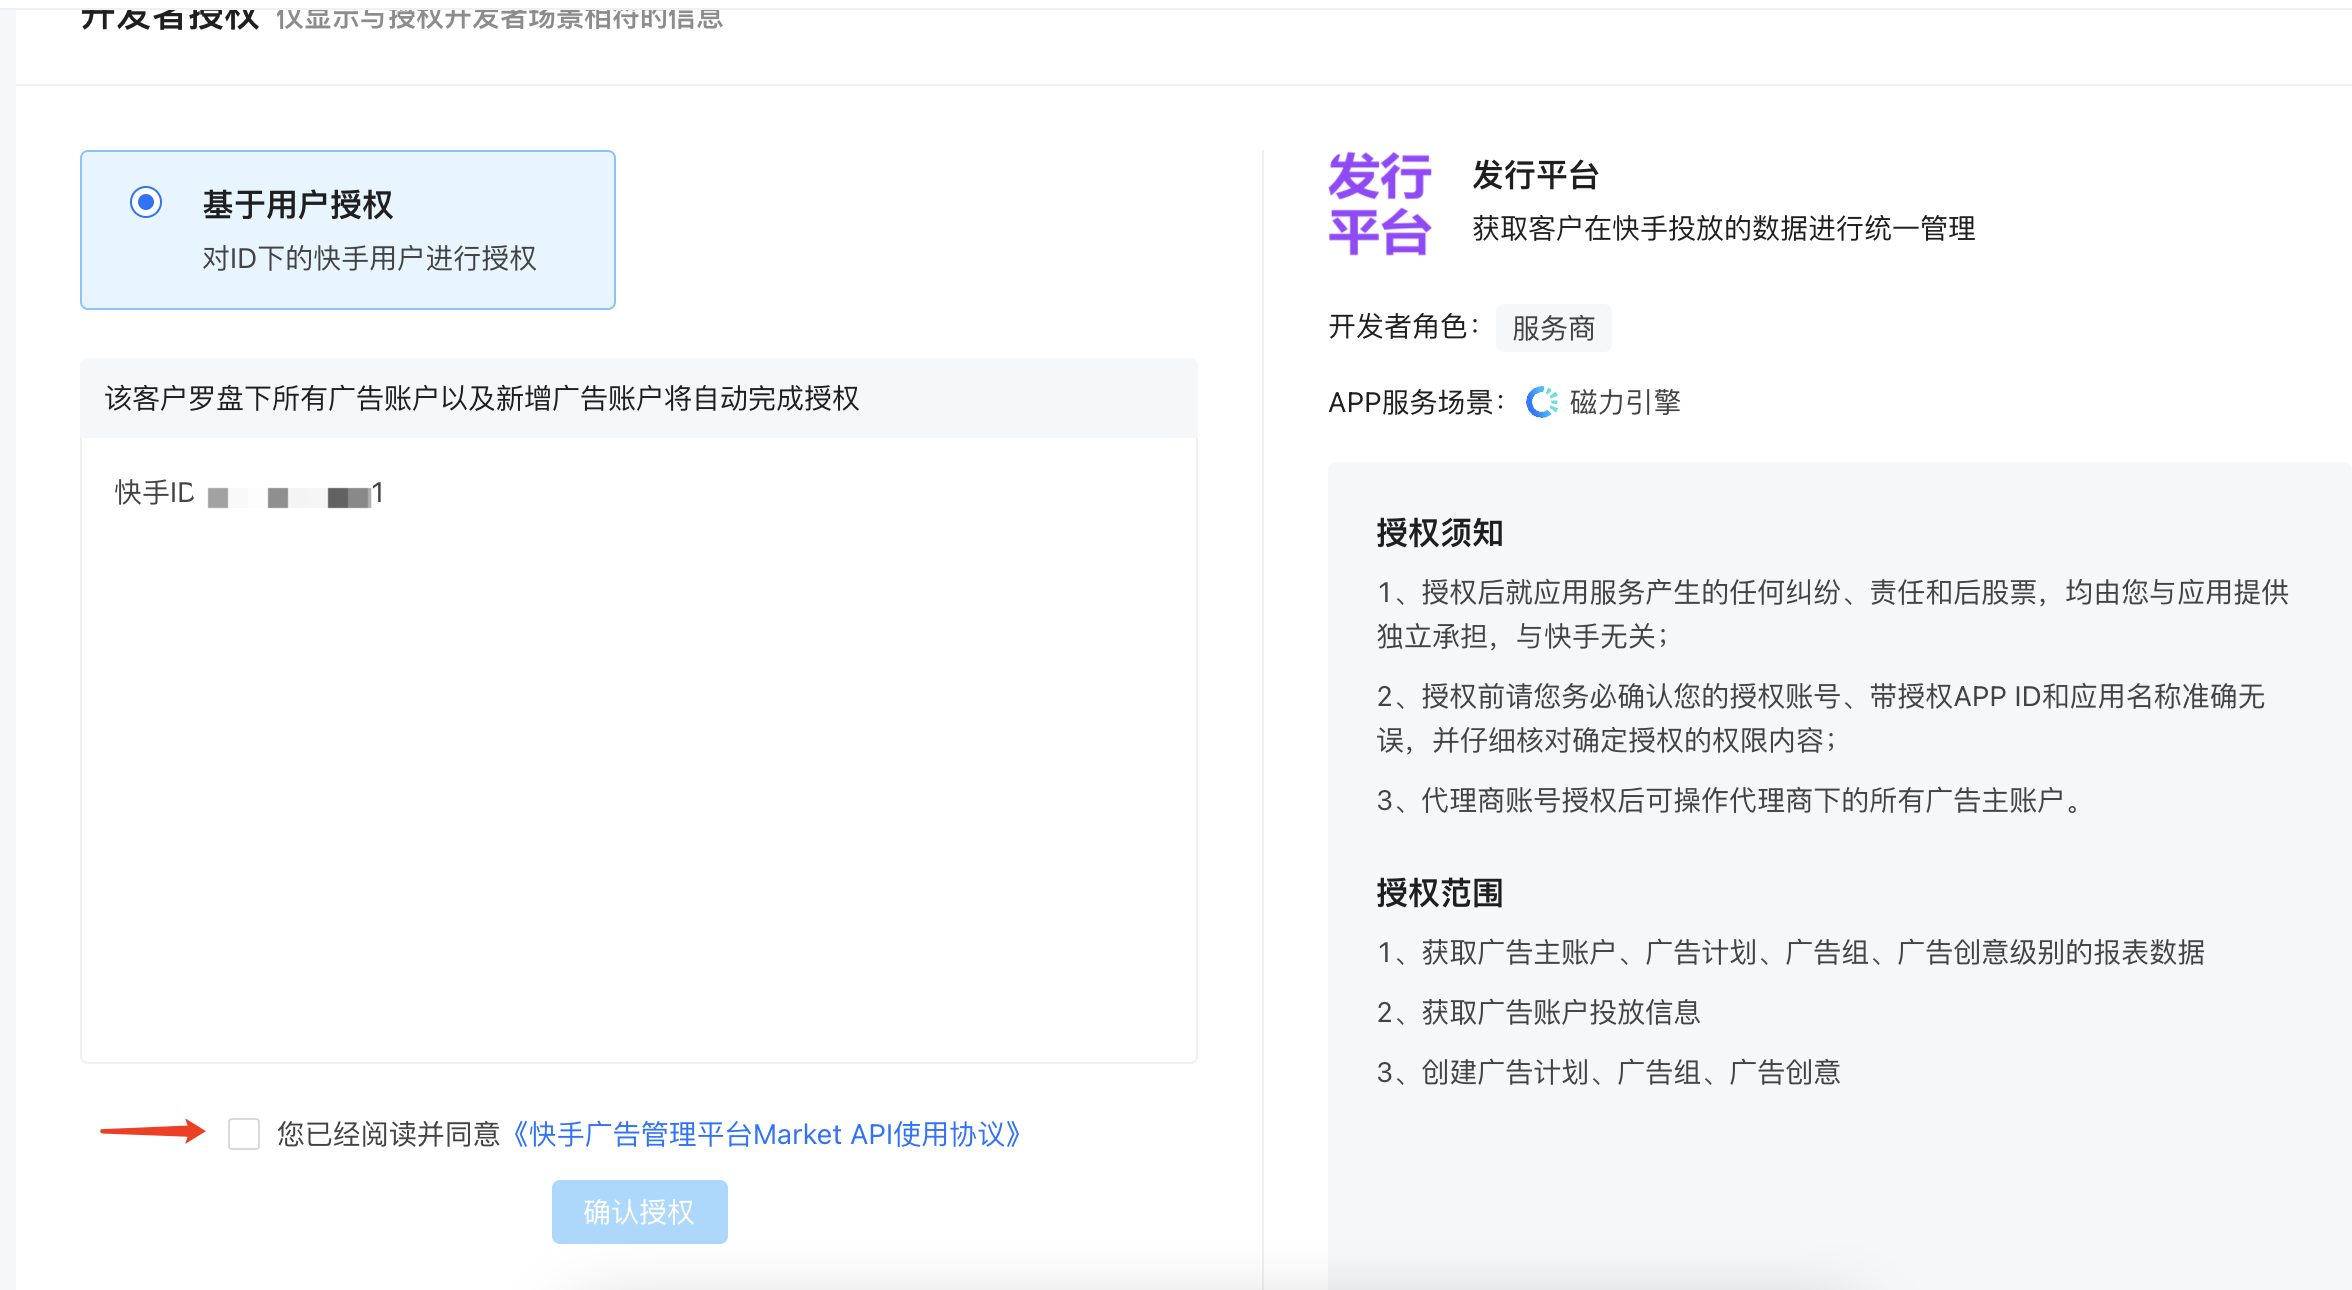 开发者授权 仅显示与授权开发者场景相符的信息
基于用户授权
对ID下的快手用户进行授权
该客户罗盘下所有广告账户以及新增广告账户将自动完成授权
快手ID 1
您已经阅读并同意《快手广告管理平台Market API使用协议》
确认授权
发行
平台
发行平台
获取客户在快手投放的数据进行统一管理
开发者角色： 服务商
APP服务场景： 磁力引擎
授权须知
1、授权后就应用服务产生的任何纠纷、责任和后股票，均由您与应用提供
独立承担，与快手无关；
2、授权前请您务必确认您的授权账号、带授权APP ID和应用名称准确无
误，并仔细核对确定授权的权限内容；
3、代理商账号授权后可操作代理商下的所有广告主账户。
授权范围
1、获取广告主账户、广告计划、广告组、广告创意级别的报表数据
2、获取广告账户投放信息
3、创建广告计划、广告组、广告创意